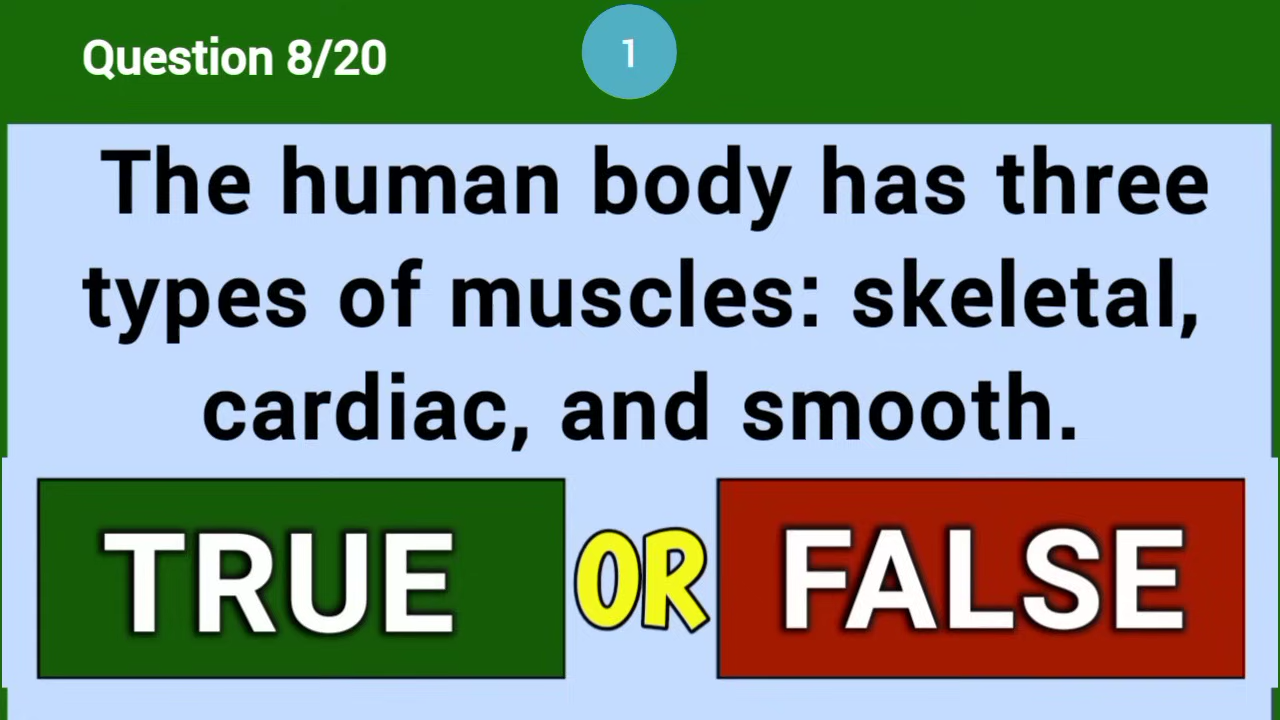 Question 8/20
1
The human body has three
types of muscles: skeletal,
cardiac, and smooth.
TRUE OR FALSE